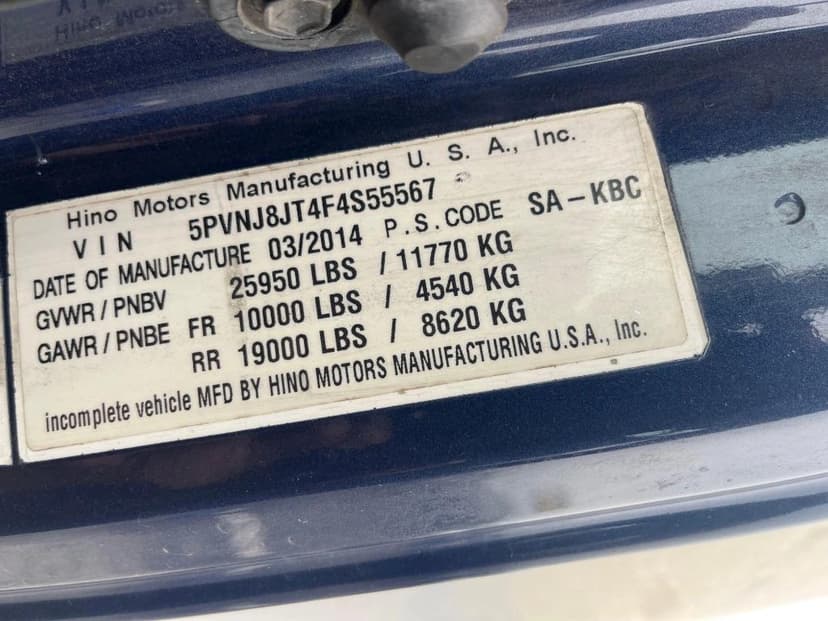 Hino Motors Manufacturing U. S. A., Inc.
VIN 5PVNJ8JT4F4S55567
DATE OF MANUFACTURE 03/2014 P.S.CODE SA-KBC
GVWR / PNBV 25950 LBS / 11770 KG
GAWR / PNBE FR 10000 LBS / 4540 KG
RR 19000 LBS / 8620 KG
incomplete vehicle MFD BY HINO MOTORS MANUFACTURING U.S.A., Inc.